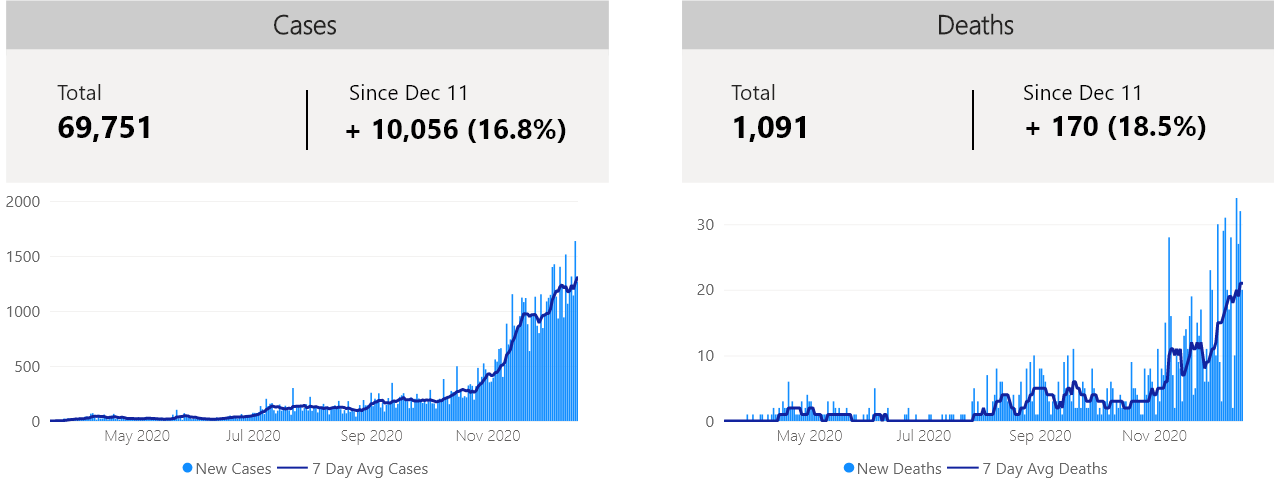 Cases
Total
69,751
Since Dec 11
+ 10,056 (16.8%)
2000
1500
1000
500
0
May 2020
Jul 2020
Sep 2020
Nov 2020
New Cases
7 Day Avg Cases
Deaths
Total
1,091
Since Dec 11
+ 170 (18.5%)
30
20
10
0
May 2020
Jul 2020
Sep 2020
Nov 2020
New Deaths
7 Day Avg Deaths